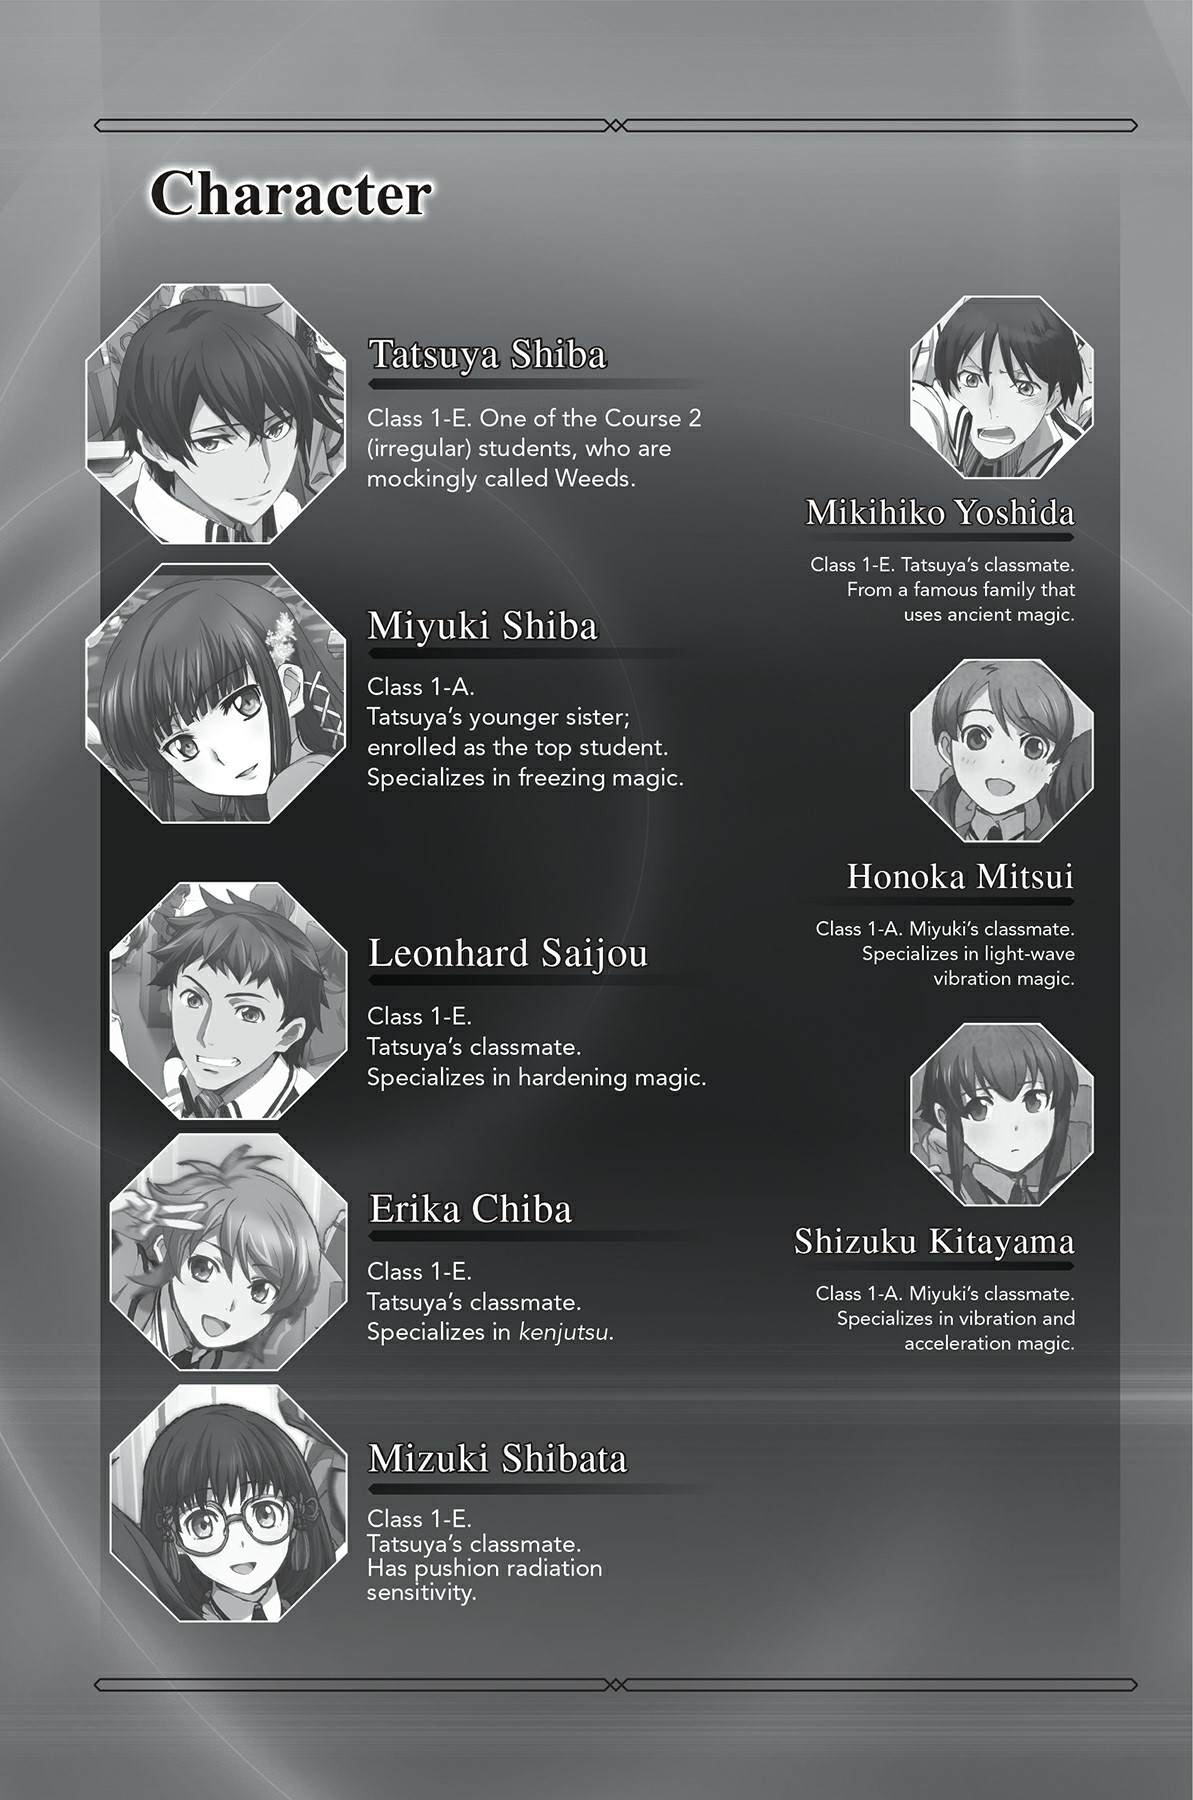 Character
Tatsuya Shiba
Class 1-E. One of the Course 2
(irregular) students, who are
mockingly called Weeds.
Miyuki Shiba
Class 1-A.
Tatsuya’s younger sister;
enrolled as the top student.
Specializes in freezing magic.
Leonhard Saijou
Class 1-E.
Tatsuya’s classmate.
Specializes in hardening magic.
Erika Chiba
Class 1-E.
Tatsuya’s classmate.
Specializes in kenjutsu.
Mizuki Shibata
Class 1-E.
Tatsuya’s classmate.
Has pushion radiation
sensitivity.
Mikihiko Yoshida
Class 1-E. Tatsuya’s classmate.
From a famous family that
uses ancient magic.
Honoka Mitsui
Class 1-A. Miyuki’s classmate.
Specializes in light-wave
vibration magic.
Shizuku Kitayama
Class 1-A. Miyuki’s classmate.
Specializes in vibration and
acceleration magic.